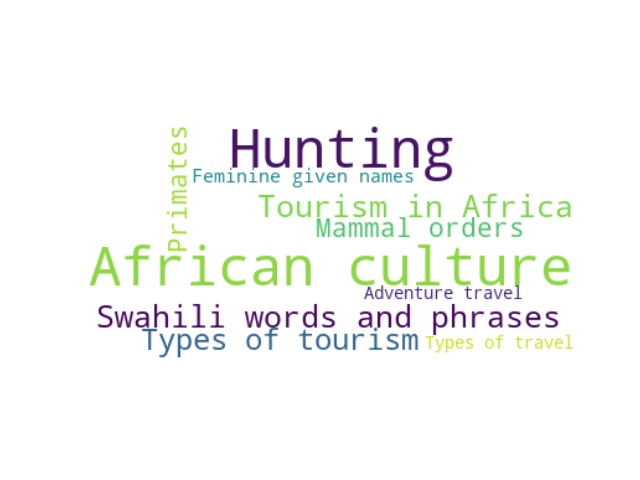 Hunting
Primates
Feminine given names
Tourism in Africa
Mammal orders
African culture
Adventure travel
Swahili words and phrases
Types of tourism
Types of travel